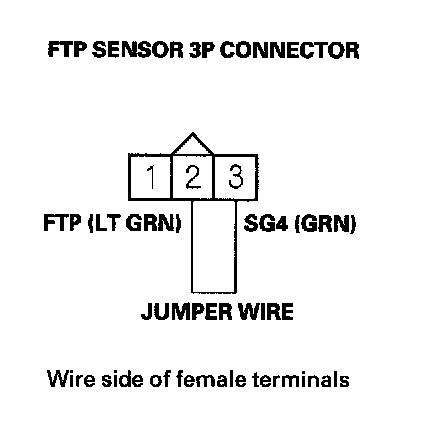 FTP SENSOR 3P CONNECTOR
1 2 3
FTP (LT GRN) SG4 (GRN)
JUMPER WIRE
Wire side of female terminals